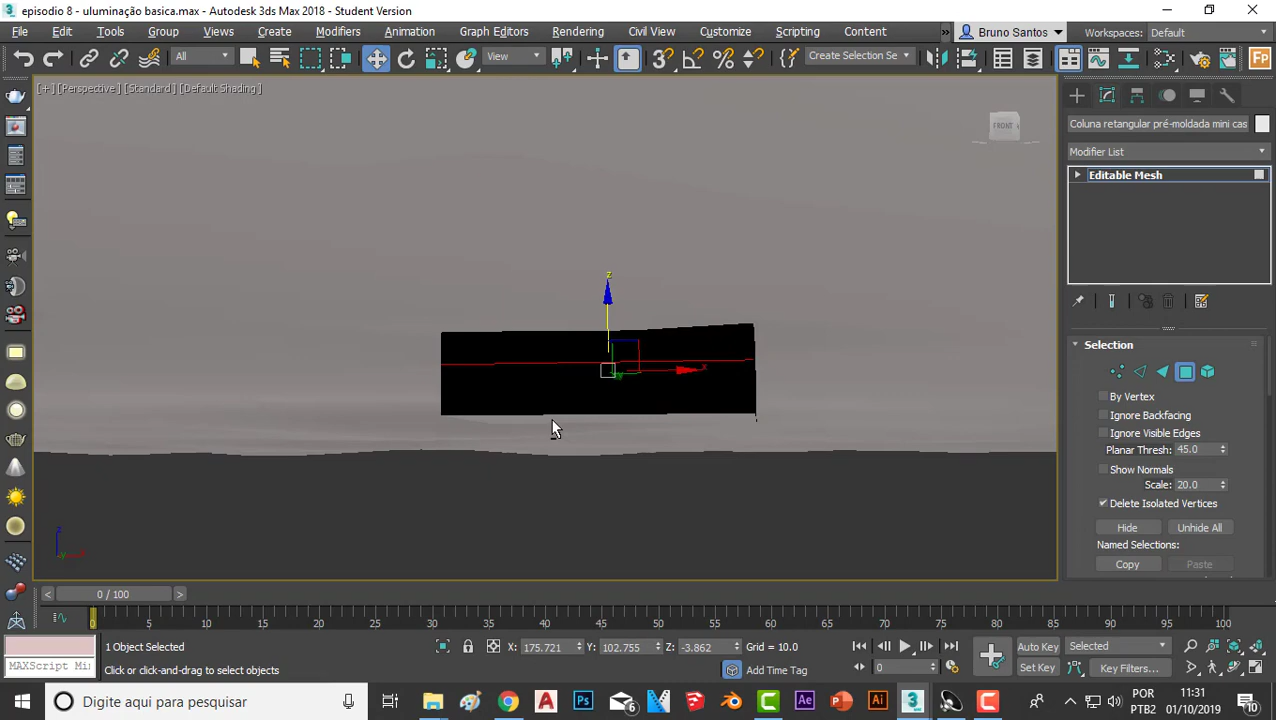 episodio 8 - uluminação basica.max - Autodesk 3ds Max 2018 - Student Version
File Edit Tools Group Views Create Modifiers Animation Graph Editors Rendering Civil View Customize Scripting Content » Bruno Santos Workspaces: Default
All View Create Selection Se
[+] [Perspective] [Standard] [Default Shading]
FRONT
Coluna retangular pré-moldada mini cas
Modifier List
Editable Mesh
z
x
y
Selection
By Vertex
Ignore Backfacing
Ignore Visible Edges
Planar Thresh: 45.0
Show Normals
Scale: 20.0
Delete Isolated Vertices
Hide Unhide All
Named Selections:
Copy Paste
z
y
< 0 / 100 >
0 5 10 15 20 25 30 35 40 45 50 55 60 65 70 75 80 85 90 95 100
1 Object Selected X: 175.721 Y: 102.755 Z: -3.862 Grid = 10.0 Auto Key Selected
MAXScript Mi Click or click-and-drag to select objects Add Time Tag Set Key Key Filters... 0
Digite aqui para pesquisar 6 POR 11:31
PTB2 01/10/2019 10